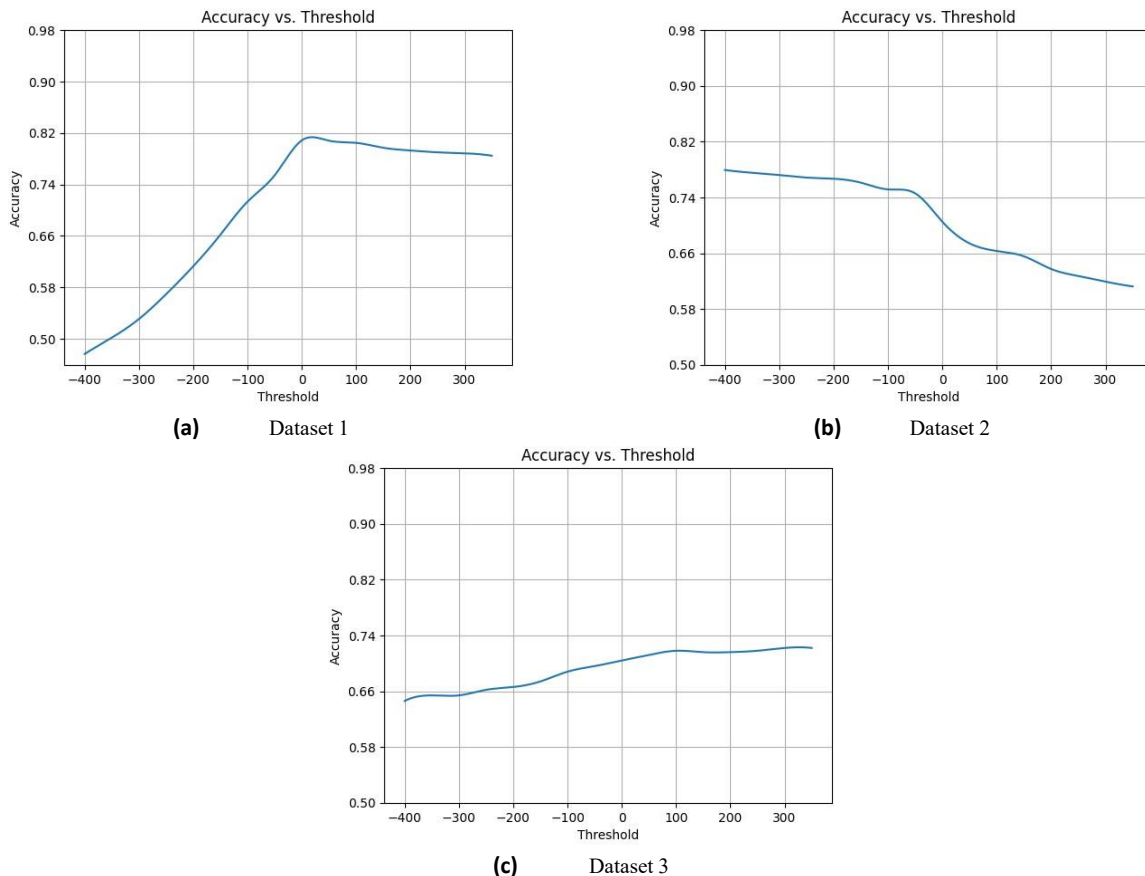 Accuracy vs. Threshold
0.98
0.90
0.82
0.74
0.66
0.58
0.50
Accuracy
−400 −300 −200 −100 0 100 200 300
Threshold
(a) Dataset 1
Accuracy vs. Threshold
0.98
0.90
0.82
0.74
0.66
0.58
0.50
Accuracy
−400 −300 −200 −100 0 100 200 300
Threshold
(b) Dataset 2
Accuracy vs. Threshold
0.98
0.90
0.82
0.74
0.66
0.58
0.50
Accuracy
−400 −300 −200 −100 0 100 200 300
Threshold
(c) Dataset 3